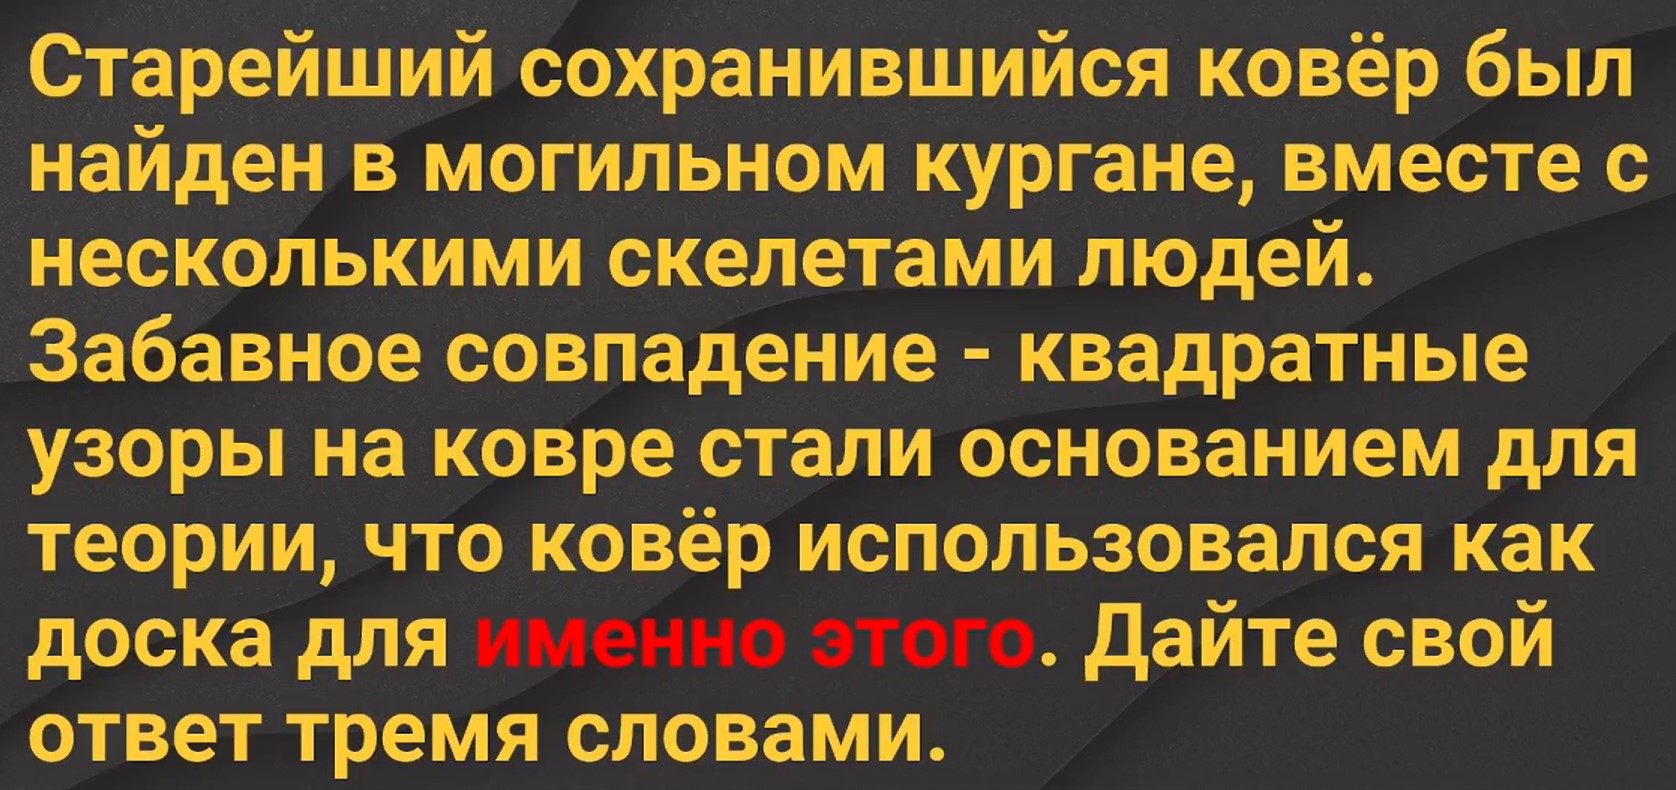 Старейший сохранившийся ковёр был
найден в могильном кургане, вместе с
несколькими скелетами людей.
Забавное совпадение - квадратные
узоры на ковре стали основанием для
теории, что ковёр использовался как
доска для именно этого. Дайте свой
ответ тремя словами.